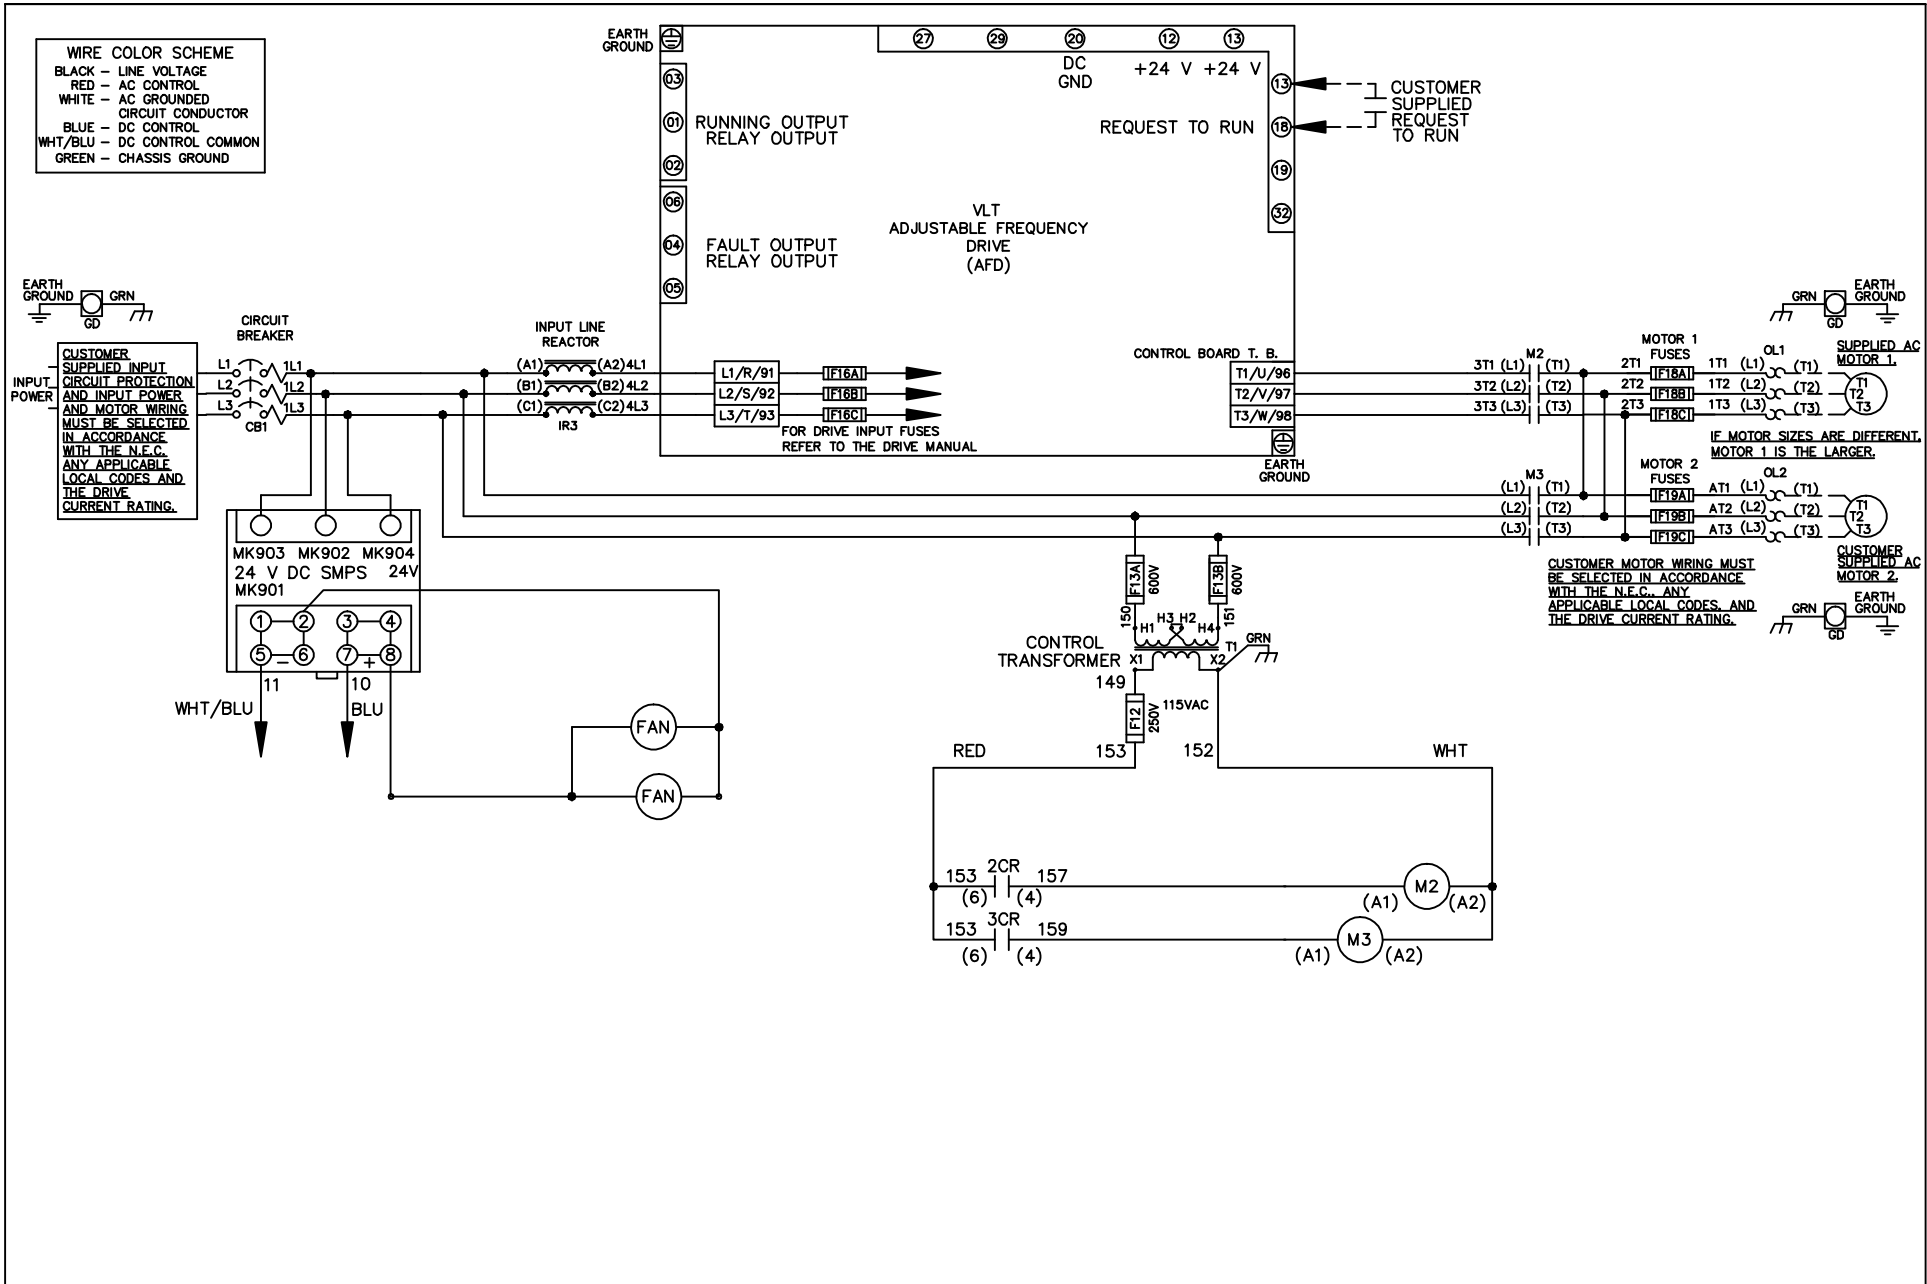 WIRE COLOR SCHEME
BLACK – LINE VOLTAGE
RED – AC CONTROL
WHITE – AC GROUNDED
CIRCUIT CONDUCTOR
BLUE – DC CONTROL
WHT/BLU – DC CONTROL COMMON
GREEN – CHASSIS GROUND
EARTH
GROUND
03
01
02
RUNNING OUTPUT
RELAY OUTPUT
06
04
05
FAULT OUTPUT
RELAY OUTPUT
27
29
20
12
13
DC
GND
+24 V
+24 V
13
18
19
32
REQUEST TO RUN
CUSTOMER
SUPPLIED
REQUEST
TO RUN
VLT
ADJUSTABLE FREQUENCY
DRIVE
(AFD)
EARTH
GROUND
GRN
GD
CUSTOMER
SUPPLIED INPUT
CIRCUIT PROTECTION
AND INPUT POWER
AND MOTOR WIRING
MUST BE SELECTED
IN ACCORDANCE
WITH THE N.E.C.
ANY APPLICABLE
LOCAL CODES AND
THE DRIVE
CURRENT RATING.
INPUT
POWER
CIRCUIT
BREAKER
L1
1L1
L2
1L2
L3
1L3
CB1
INPUT LINE
REACTOR
(A1)
(A2)
4L1
(B1)
(B2)
4L2
(C1)
(C2)
4L3
IR3
L1/R/91
L2/S/92
L3/T/93
F16A
F16B
F16C
FOR DRIVE INPUT FUSES
REFER TO THE DRIVE MANUAL
CONTROL BOARD T. B.
T1/U/96
T2/V/97
T3/W/98
EARTH
GROUND
M2
3T1 (L1) (T1)
3T2 (L2) (T2)
3T3 (L3) (T3)
MOTOR 1
FUSES
2T1 F18A 1T1 (L1)
2T2 F18B 1T2 (L2)
2T3 F18C 1T3 (L3)
OL1
(T1)
(T2)
(T3)
T1
T2
T3
GRN
GD
EARTH
GROUND
SUPPLIED AC
MOTOR 1.
IF MOTOR SIZES ARE DIFFERENT,
MOTOR 1 IS THE LARGER.
M3
(L1) (T1)
(L2) (T2)
(L3) (T3)
MOTOR 2
FUSES
F19A AT1 (L1)
F19B AT2 (L2)
F19C AT3 (L3)
OL2
(T1)
(T2)
(T3)
T1
T2
T3
CUSTOMER
SUPPLIED AC
MOTOR 2.
GRN
GD
EARTH
GROUND
CUSTOMER MOTOR WIRING MUST
BE SELECTED IN ACCORDANCE
WITH THE N.E.C., ANY
APPLICABLE LOCAL CODES, AND
THE DRIVE CURRENT RATING.
MK903 MK902 MK904
24 V DC SMPS 24V
MK901
1
2
3
4
5
–
6
7
+
8
11
10
WHT/BLU
BLU
FAN
FAN
F13A
600V
F13B
600V
150
151
H1
H3
H2
H4
CONTROL
TRANSFORMER
X1
X2
T1
GRN
149
F12
250V
115VAC
RED
153
152
WHT
153
2CR
157
(6)
(4)
M2
(A1)
(A2)
153
3CR
159
(6)
(4)
M3
(A1)
(A2)